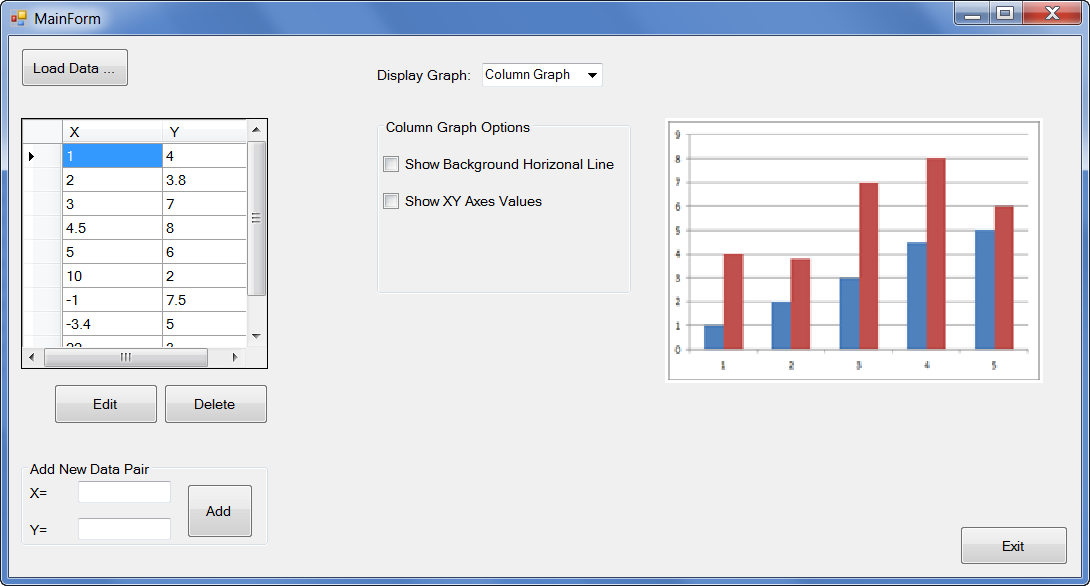 MainForm
Load Data ...
Display Graph: Column Graph
X Y
1 4
2 3.8
3 7
4.5 8
5 6
10 2
-1 7.5
-3.4 5
Edit Delete
Add New Data Pair
X=
Add
Y=
Column Graph Options
Show Background Horizonal Line
Show XY Axes Values
9
8
7
6
5
4
3
2
1
0
1 2 3 4 5
Exit